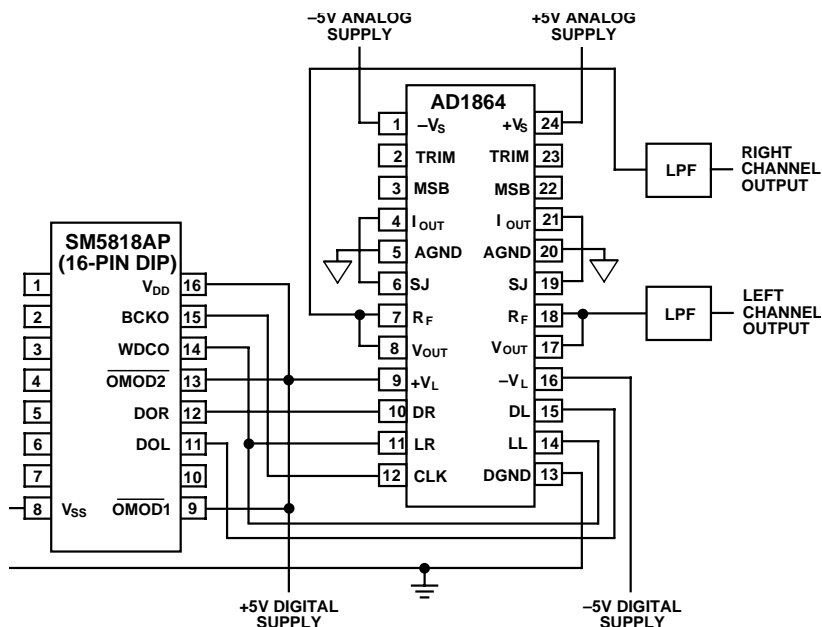 –5V ANALOG
SUPPLY
+5V ANALOG
SUPPLY
AD1864
1 –VS +VS 24
2 TRIM TRIM 23
3 MSB MSB 22
4 IOUT IOUT 21
5 AGND AGND 20
6 SJ SJ 19
7 RF RF 18
8 VOUT VOUT 17
9 +VL –VL 16
10 DR DL 15
11 LR LL 14
12 CLK DGND 13
LPF
RIGHT
CHANNEL
OUTPUT
LPF
LEFT
CHANNEL
OUTPUT
SM5818AP
(16-PIN DIP)
1 VDD 16
2 BCKO 15
3 WDCO 14
4 OMOD2 13
5 DOR 12
6 DOL 11
7 10
8 VSS OMOD1 9
+5V DIGITAL
SUPPLY
–5V DIGITAL
SUPPLY